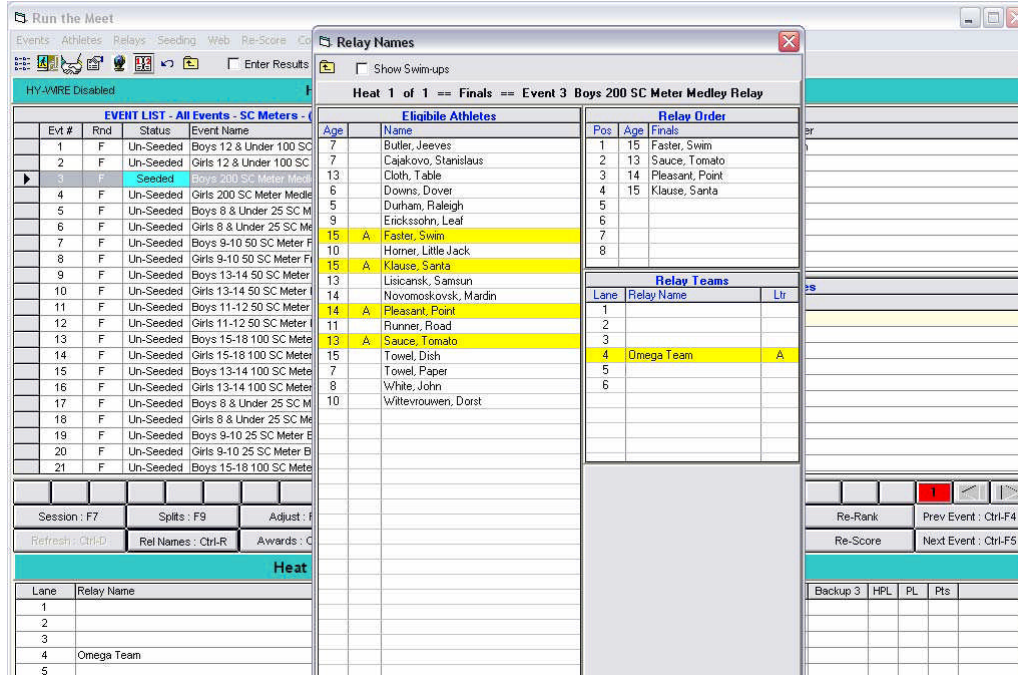 Run the Meet
Events Athletes Relays Seeding Web Re-Score Co
Enter Results
HY-WIRE Disabled H
EVENT LIST - All Events - SC Meters - (
Evt # Rnd Status Event Name
1 F Un-Seeded Boys 12 & Under 100 SC
2 F Un-Seeded Girls 12 & Under 100 SC
3 F Seeded Boys 200 SC Meter Medl
4 F Un-Seeded Girls 200 SC Meter Medle
5 F Un-Seeded Boys 8 & Under 25 SC M
6 F Un-Seeded Girls 8 & Under 25 SC Me
7 F Un-Seeded Boys 9-10 50 SC Meter F
8 F Un-Seeded Girls 9-10 50 SC Meter Fr
9 F Un-Seeded Boys 13-14 50 SC Meter
10 F Un-Seeded Girls 13-14 50 SC Meter I
11 F Un-Seeded Boys 11-12 50 SC Meter
12 F Un-Seeded Girls 11-12 50 SC Meter I
13 F Un-Seeded Boys 15-18 100 SC Meter
14 F Un-Seeded Girls 15-18 100 SC Meter
15 F Un-Seeded Boys 13-14 100 SC Meter
16 F Un-Seeded Girls 13-14 100 SC Meter
17 F Un-Seeded Boys 8 & Under 25 SC M
18 F Un-Seeded Girls 8 & Under 25 SC Me
19 F Un-Seeded Boys 9-10 25 SC Meter B
20 F Un-Seeded Girls 9-10 25 SC Meter B
21 F Un-Seeded Boys 15-18 100 SC Mete
Session : F7 Splits : F9 Adjust : F
Refresh : Ctrl-D Rel Names : Ctrl-R Awards : C
Heat
Lane Relay Name
1
2
3
4 Omega Team
5
Relay Names
Show Swim-ups
Heat 1 of 1 == Finals == Event 3 Boys 200 SC Meter Medley Relay
Eligibile Athletes
Age Name
7 Butler, Jeeves
7 Cajakovo, Stanislaus
13 Cloth, Table
6 Downs, Dover
5 Durham, Raleigh
9 Erickssohn, Leaf
15 A Faster, Swim
10 Horner, Little Jack
15 A Klause, Santa
13 Lisicansk, Samsun
14 Novomoskovsk, Mardin
14 A Pleasant, Point
11 Runner, Road
13 A Sauce, Tomato
15 Towel, Dish
7 Towel, Paper
8 White, John
10 Wittevrouwen, Dorst
Relay Order
Pos Age Finals
1 15 Faster, Swim
2 13 Sauce, Tomato
3 14 Pleasant, Point
4 15 Klause, Santa
5
6
7
8
Relay Teams
Lane Relay Name Ltr
1
2
3
4 Omega Team A
5
6
er
es
1
Re-Rank Prev Event : Ctrl-F4
Re-Score Next Event : Ctrl-F5
Backup 3 HPL PL Pts